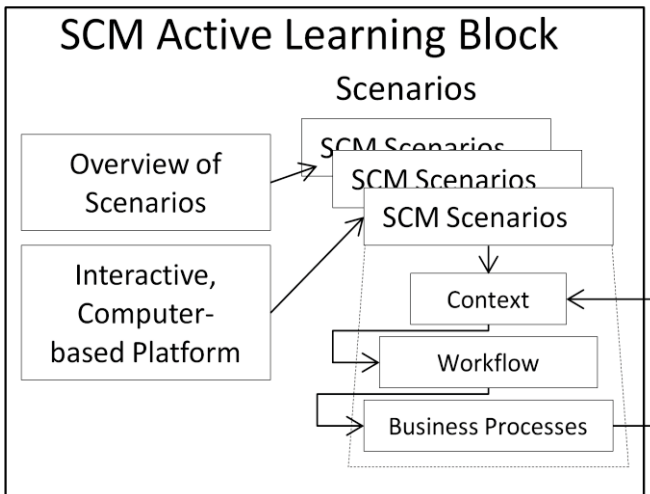 SCM Active Learning Block
Scenarios
Overview of
Scenarios
SCM Scenarios
SCM Scenarios
SCM Scenarios
Interactive,
Computer-
based Platform
Context
Workflow
Business Processes